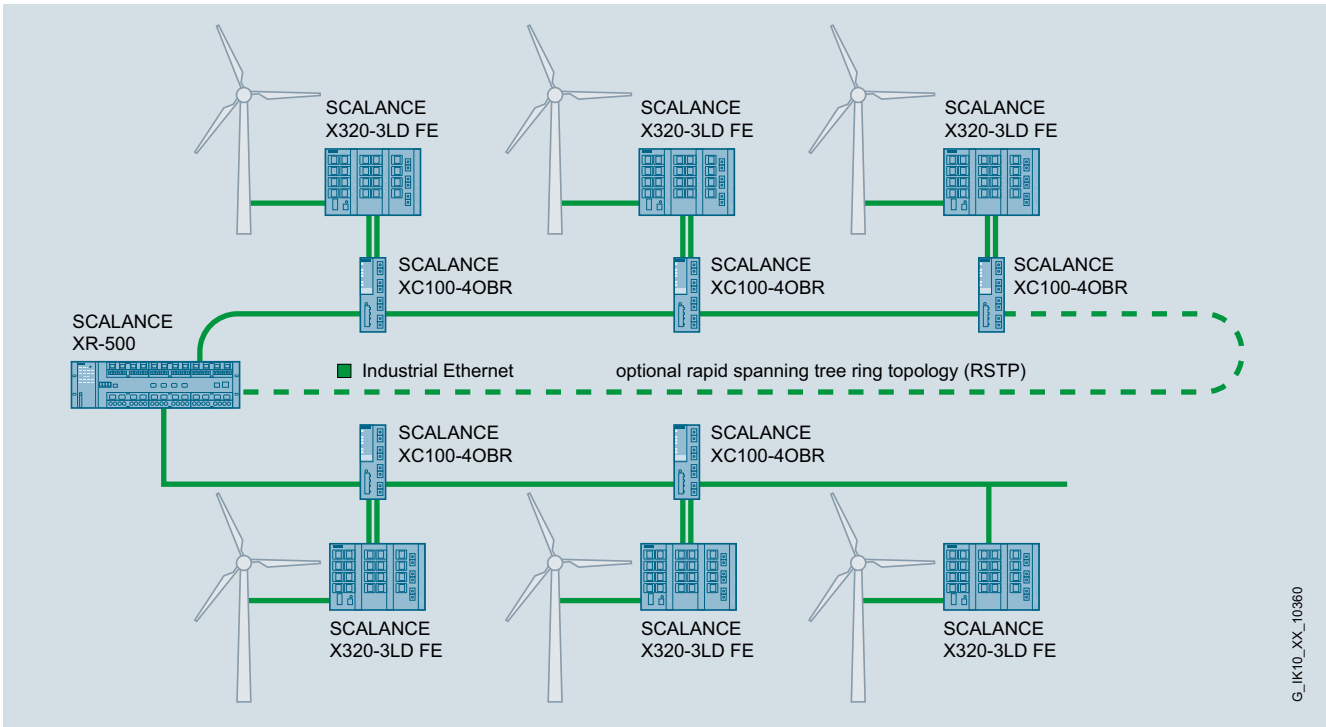 SCALANCE
X320-3LD FE
SCALANCE
X320-3LD FE
SCALANCE
X320-3LD FE
SCALANCE
XC100-4OBR
SCALANCE
XC100-4OBR
SCALANCE
XC100-4OBR
SCALANCE
XR-500
Industrial Ethernet
optional rapid spanning tree ring topology (RSTP)
SCALANCE
XC100-4OBR
SCALANCE
XC100-4OBR
SCALANCE
X320-3LD FE
SCALANCE
X320-3LD FE
SCALANCE
X320-3LD FE
G_IK10_XX_10360